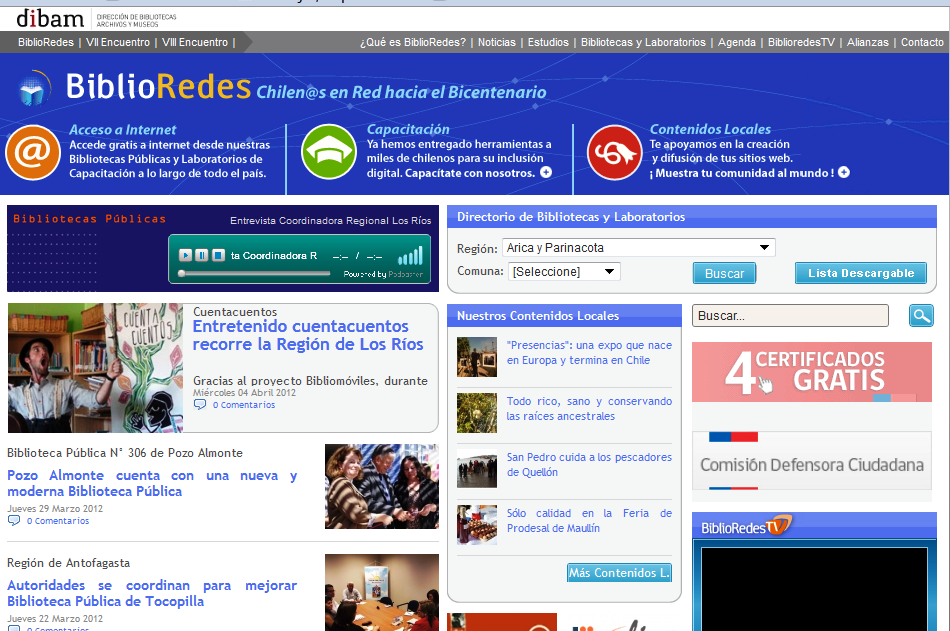 dibam
DIRECCIÓN DE BIBLIOTECAS
ARCHIVOS Y MUSEOS
BiblioRedes | VII Encuentro | VIII Encuentro |
¿Qué es BiblioRedes? | Noticias | Estudios | Bibliotecas y Laboratorios | Agenda | BiblioredesTV | Alianzas | Contacto
BiblioRedes Chilen@s en Red hacia el Bicentenario
Acceso a Internet
Accede gratis a internet desde nuestras
Bibliotecas Públicas y Laboratorios de
Capacitación a lo largo de todo el país.
Capacitación
Ya hemos entregado herramientas a
miles de chilenos para su inclusión
digital. Capacítate con nosotros.
Contenidos Locales
Te apoyamos en la creación
y difusión de tus sitios web.
¡ Muestra tu comunidad al mundo !
Bibliotecas Públicas
Entrevista Coordinadora Regional Los Ríos
ta Coordinadora R --:-- / --:--
Powered by Podcaster
Directorio de Bibliotecas y Laboratorios
Región: Arica y Parinacota
Comuna: [Seleccione]
Buscar
Lista Descargable
CUENTA
CUENTOS
Cuentacuentos
Entretenido cuentacuentos
recorre la Región de Los Ríos
Gracias al proyecto Bibliomóviles, durante
Miércoles 04 Abril 2012
0 Comentarios
Biblioteca Pública N° 306 de Pozo Almonte
Pozo Almonte cuenta con una nueva y
moderna Biblioteca Pública
Jueves 29 Marzo 2012
0 Comentarios
Región de Antofagasta
Autoridades se coordinan para mejorar
Biblioteca Pública de Tocopilla
Jueves 22 Marzo 2012
0 Comentarios
Nuestros Contenidos Locales
"Presencias": una expo que nace
en Europa y termina en Chile
Todo rico, sano y conservando
las raíces ancestrales
San Pedro cuida a los pescadores
de Quellón
Sólo calidad en la Feria de
Prodesal de Maullín
Más Contenidos L.
Buscar...
4 CERTIFICADOS
GRATIS
Comisión Defensora Ciudadana
BiblioRedesTV